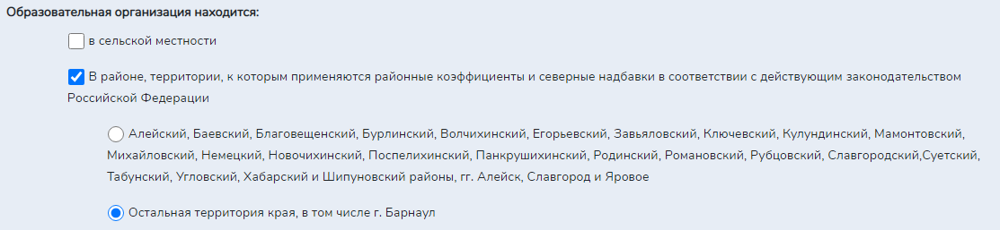 Образовательная организация находится:
в сельской местности
В районе, территории, к которым применяются районные коэффициенты и северные надбавки в соответствии с действующим законодательством
Российской Федерации
Алейский, Баевский, Благовещенский, Бурлинский, Волчихинский, Егорьевский, Завьяловский, Ключевский, Кулундинский, Мамонтовский,
Михайловский, Немецкий, Новочихинский, Поспелихинский, Панкрушихинский, Родинский, Романовский, Рубцовский, Славгородский,Суетский,
Табунский, Угловский, Хабарский и Шипуновский районы, гг. Алейск, Славгород и Яровое
Остальная территория края, в том числе г. Барнаул